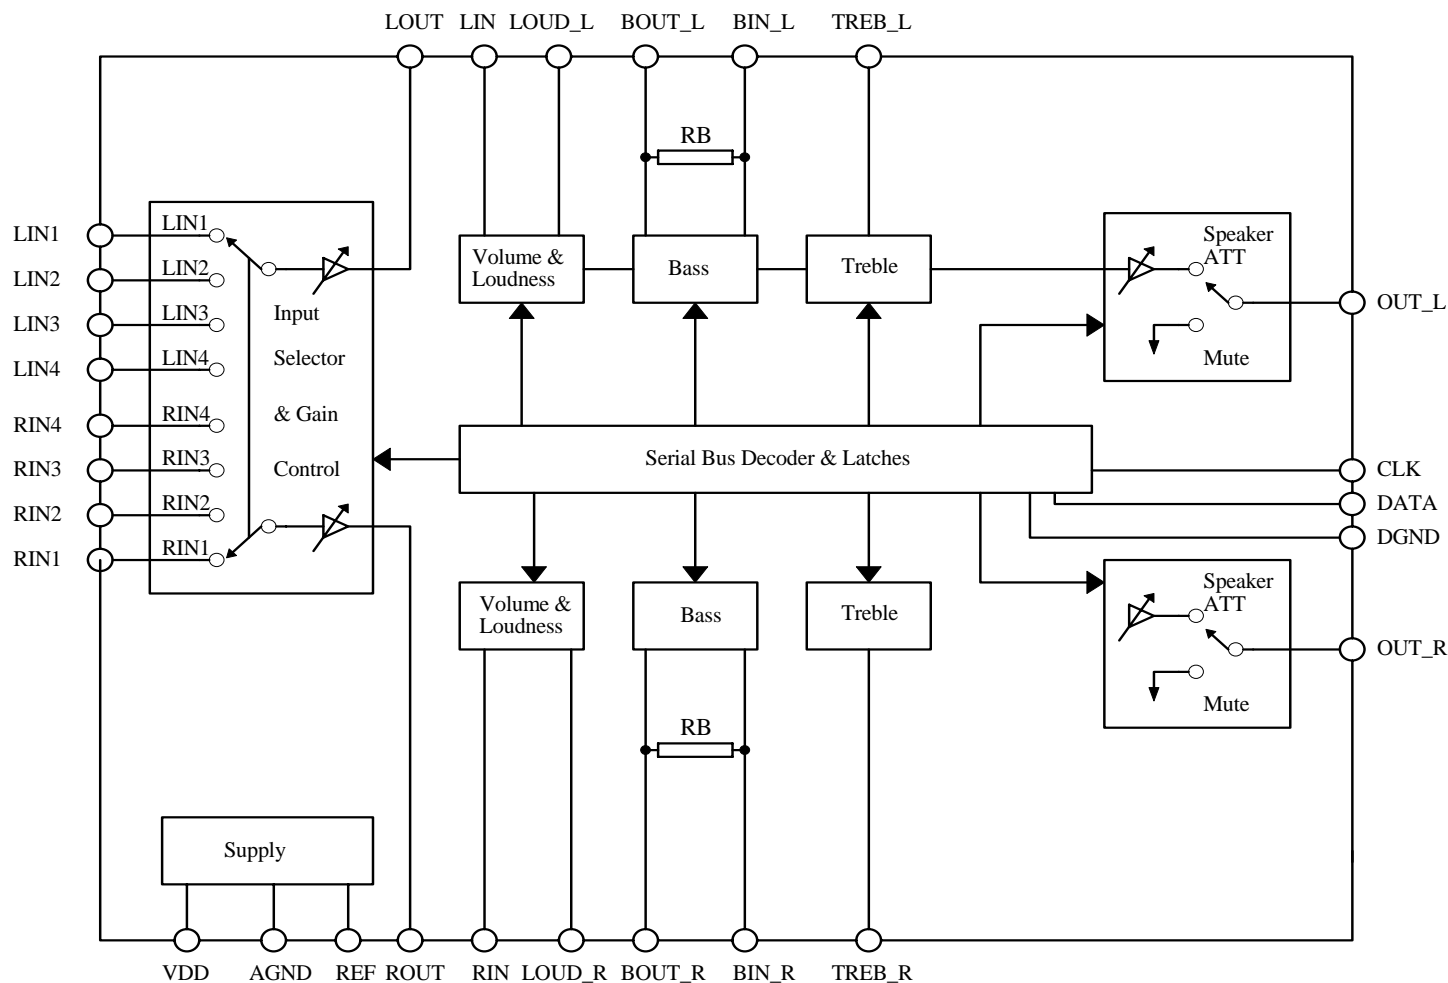 LOUT LIN LOUD_L BOUT_L BIN_L TREB_L
RB
LIN1
LIN2
LIN3
LIN4
RIN4
RIN3
RIN2
RIN1
LIN1
LIN2
LIN3
LIN4
RIN4
RIN3
RIN2
RIN1
Input
Selector
& Gain
Control
Volume &
Loudness
Bass
Treble
Speaker
ATT
Mute
OUT_L
Serial Bus Decoder & Latches
CLK
DATA
DGND
Volume &
Loudness
Bass
Treble
Speaker
ATT
Mute
OUT_R
RB
Supply
VDD AGND REF ROUT RIN LOUD_R BOUT_R BIN_R TREB_R